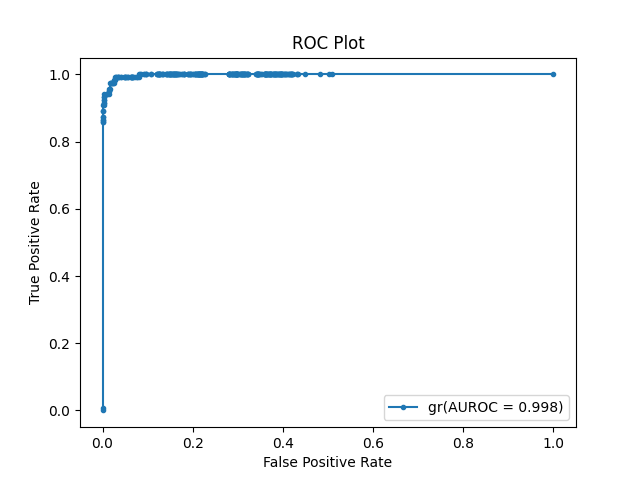 ROC Plot
True Positive Rate
1.0
0.8
0.6
0.4
0.2
0.0
gr(AUROC = 0.998)
0.0 0.2 0.4 0.6 0.8 1.0
False Positive Rate